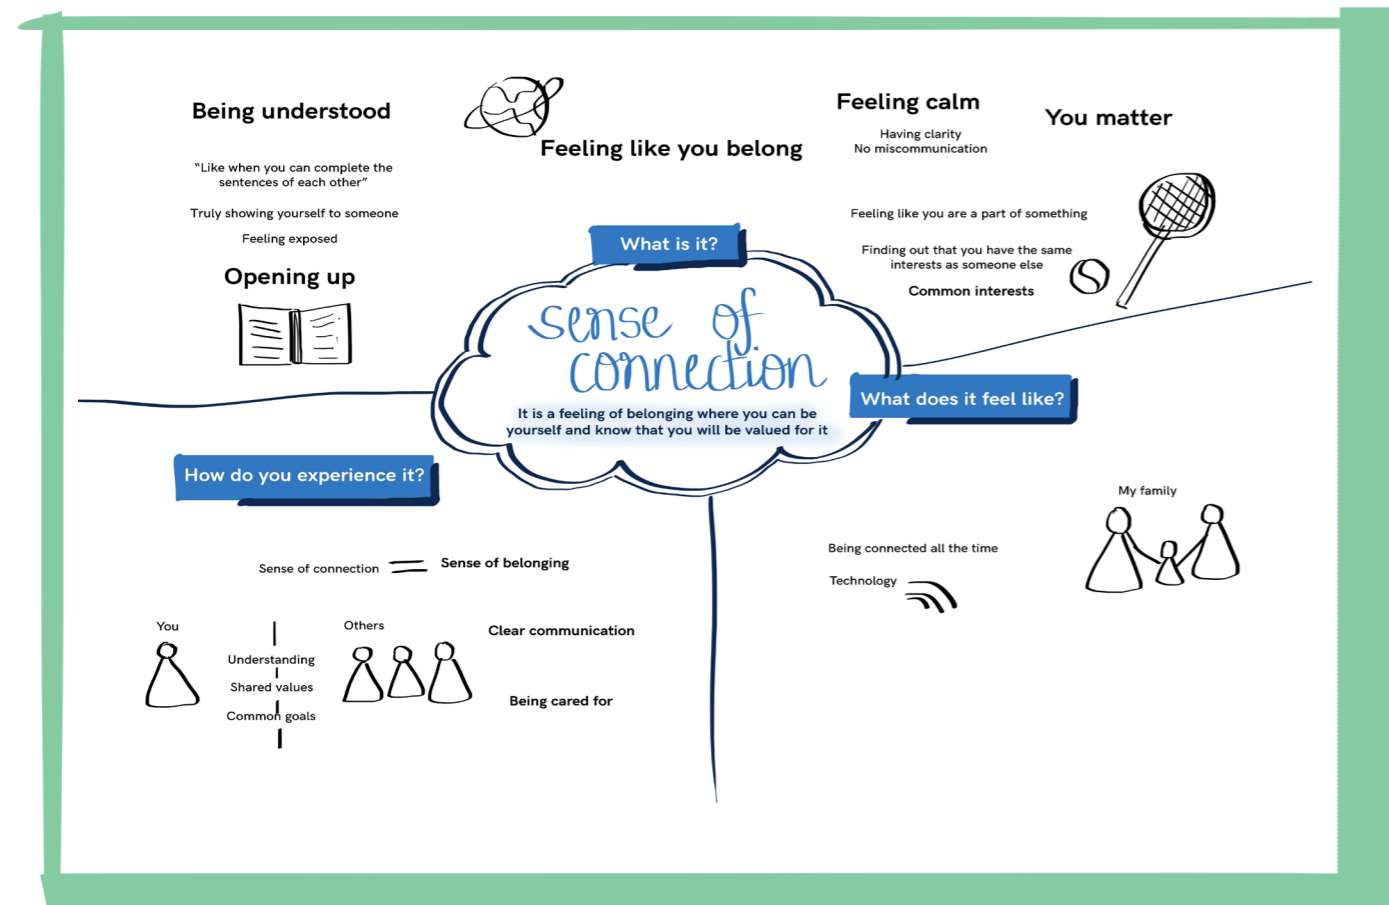 Being understood
"Like when you can complete the
sentences of each other"
Truly showing yourself to someone
Feeling exposed
Opening up
Feeling like you belong
Feeling calm
Having clarity
No miscommunication
You matter
Feeling like you are a part of something
Finding out that you have the same
interests as someone else
Common interests
What is it?
sense of
connection
It is a feeling of belonging where you can be
yourself and know that you will be valued for it
What does it feel like?
How do you experience it?
Sense of connection
Sense of belonging
You
Understanding
Shared values
Common goals
Others
Clear communication
Being cared for
My family
Being connected all the time
Technology